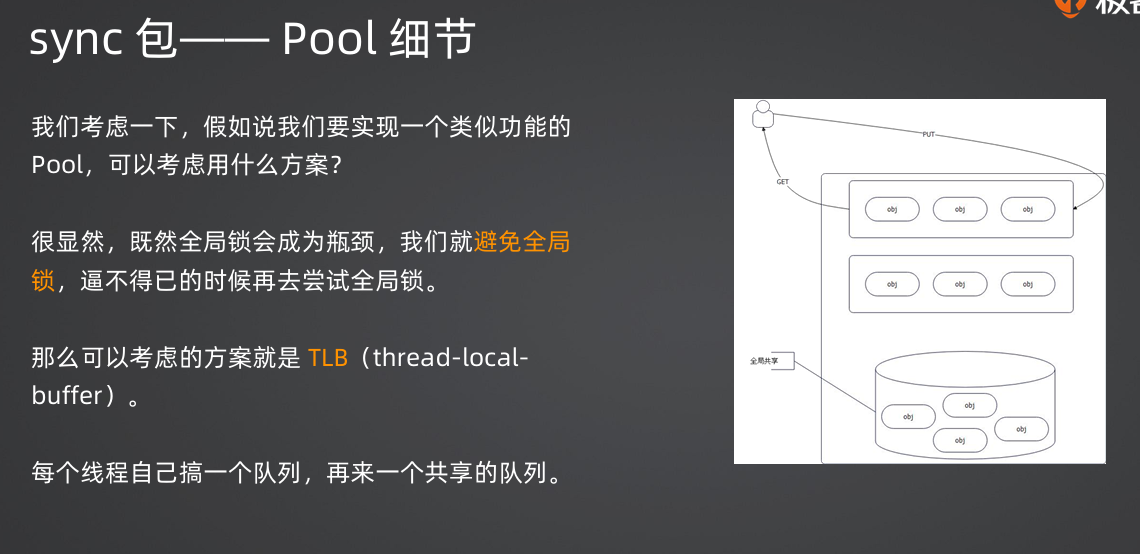 sync 包—— Pool 细节
我们考虑一下，假如说我们要实现一个类似功能的
Pool，可以考虑用什么方案？
很显然，既然全局锁会成为瓶颈，我们就避免全局
锁，逼不得已的时候再去尝试全局锁。
那么可以考虑的方案就是 TLB（thread-local-
buffer）。
每个线程自己搞一个队列，再来一个共享的队列。
PUT
GET
obj obj obj
obj obj obj
全局共享
obj
obj
obj
obj